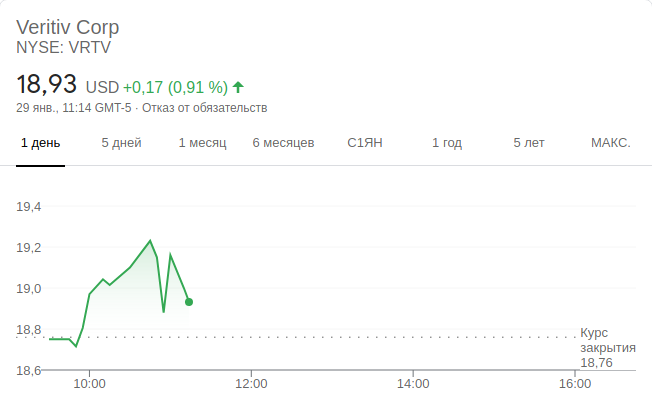 Veritiv Corp
NYSE: VRTV
18,93 USD +0,17 (0,91 %)
29 янв., 11:14 GMT-5 · Отказ от обязательств
1 день 5 дней 1 месяц 6 месяцев С1ЯН 1 год 5 лет МАКС.
19,4
19,2
19,0
18,8
18,6
Курс
закрытия
18,76
10:00 12:00 14:00 16:00